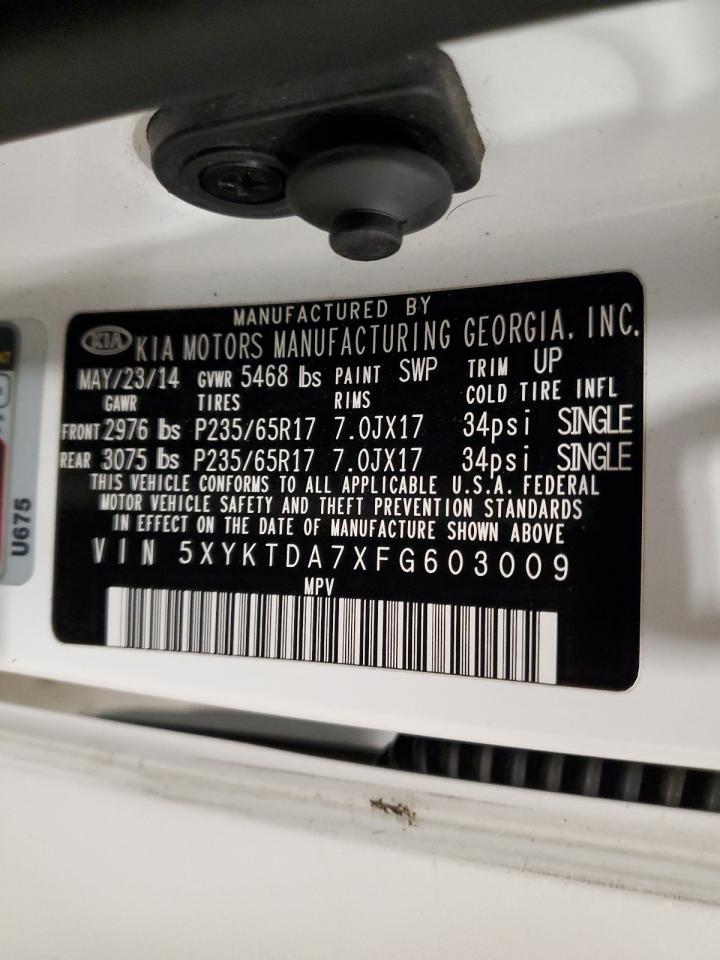 MANUFACTURED BY
KIA KIA MOTORS MANUFACTURING GEORGIA, INC.
MAY/23/14 GVWR 5468 lbs PAINT SWP TRIM UP
GAWR TIRES RIMS COLD TIRE INFL
FRONT 2976 lbs P235/65R17 7.0JX17 34psi SINGLE
REAR 3075 lbs P235/65R17 7.0JX17 34psi SINGLE
THIS VEHICLE CONFORMS TO ALL APPLICABLE U.S.A. FEDERAL
MOTOR VEHICLE SAFETY AND THEFT PREVENTION STANDARDS
IN EFFECT ON THE DATE OF MANUFACTURE SHOWN ABOVE
VIN 5XYKTDA7XFG603009
MPV
U675